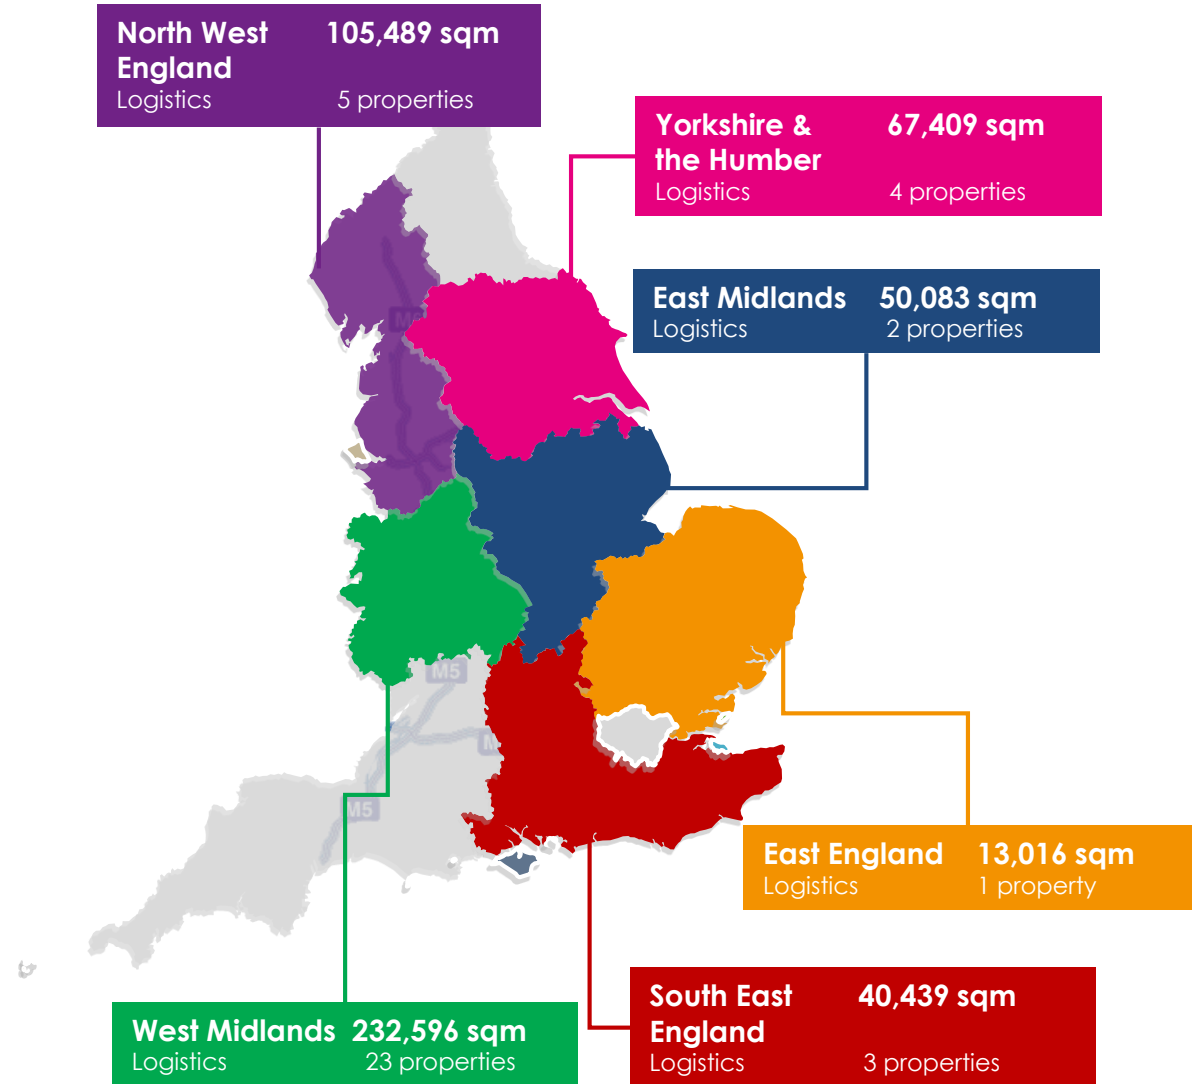 North West 105,489 sqm
England
Logistics 5 properties
Yorkshire & 67,409 sqm
the Humber
Logistics 4 properties
East Midlands 50,083 sqm
Logistics 2 properties
M5
M5
East England 13,016 sqm
Logistics 1 property
South East 40,439 sqm
England
Logistics 3 properties
West Midlands 232,596 sqm
Logistics 23 properties